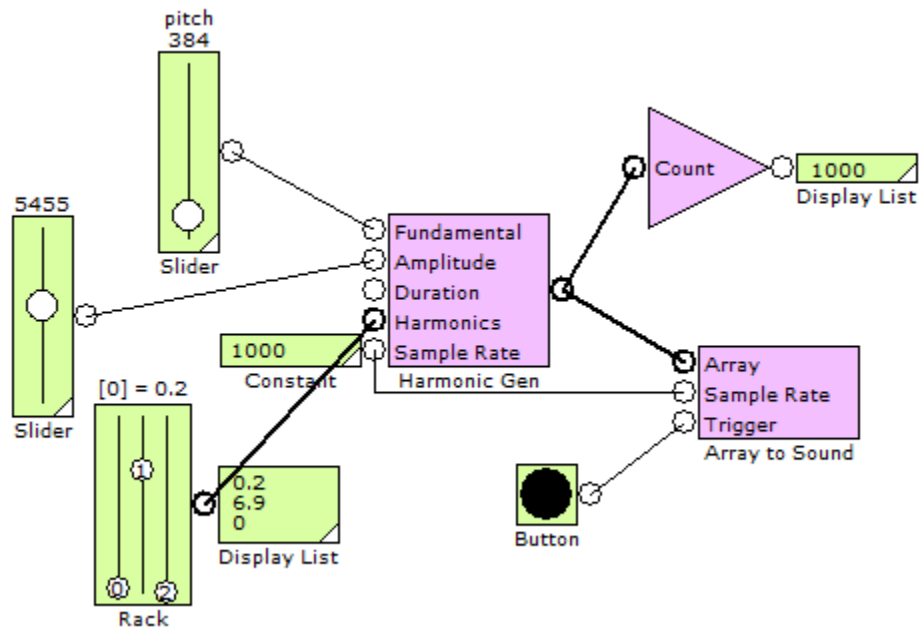 pitch
384
Slider
5455
Slider
Fundamental
Amplitude
Duration
Harmonics
Sample Rate
Harmonic Gen
1000
Constant
Count
1000
Display List
Array
Sample Rate
Trigger
Array to Sound
[0] = 0.2
0
1
2
Rack
0.2
6.9
0
Display List
Button